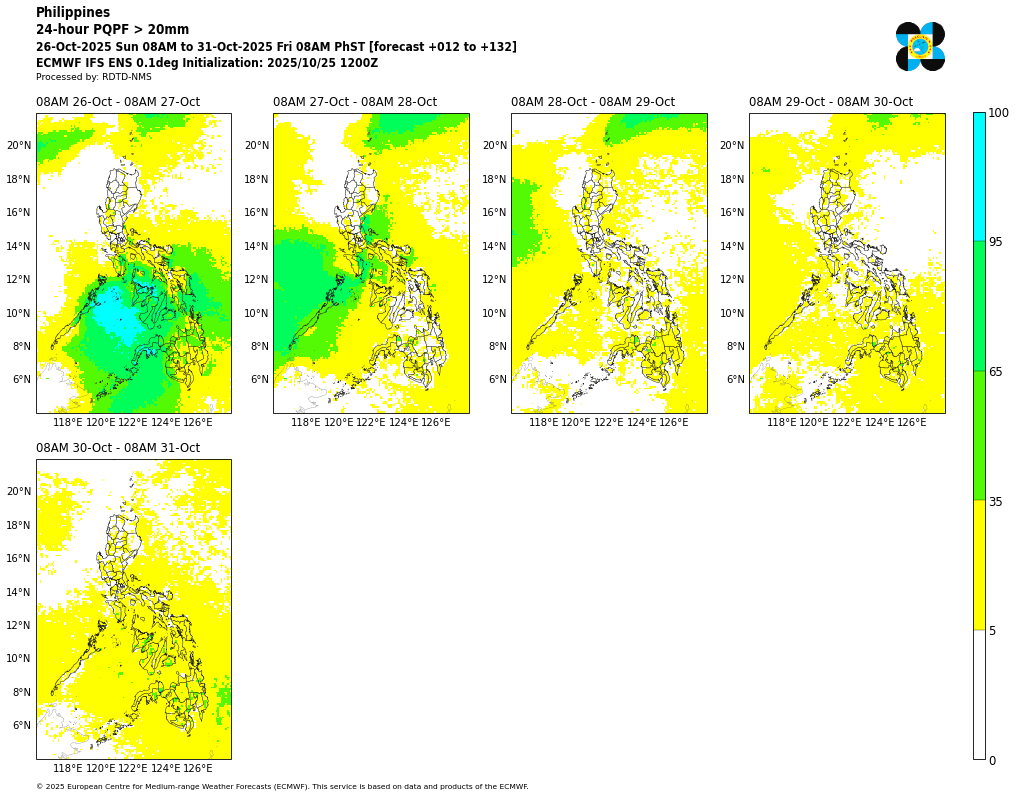 Philippines
24-hour PQPF > 20mm
26-Oct-2025 Sun 08AM to 31-Oct-2025 Fri 08AM PhST [forecast +012 to +132]
ECMWF IFS ENS 0.1deg Initialization: 2025/10/25 1200Z
Processed by: RDTD-NMS
08AM 26-Oct - 08AM 27-Oct
08AM 27-Oct - 08AM 28-Oct
08AM 28-Oct - 08AM 29-Oct
08AM 29-Oct - 08AM 30-Oct
20°N 20°N 20°N 20°N
18°N 18°N 18°N 18°N
16°N 16°N 16°N 16°N
14°N 14°N 14°N 14°N
12°N 12°N 12°N 12°N
10°N 10°N 10°N 10°N
8°N 8°N 8°N 8°N
6°N 6°N 6°N 6°N
118°E 120°E 122°E 124°E 126°E 118°E 120°E 122°E 124°E 126°E 118°E 120°E 122°E 124°E 126°E 118°E 120°E 122°E 124°E 126°E
100
95
65
35
5
0
08AM 30-Oct - 08AM 31-Oct
20°N
18°N
16°N
14°N
12°N
10°N
8°N
6°N
118°E 120°E 122°E 124°E 126°E
© 2025 European Centre for Medium-range Weather Forecasts (ECMWF). This service is based on data and products of the ECMWF.